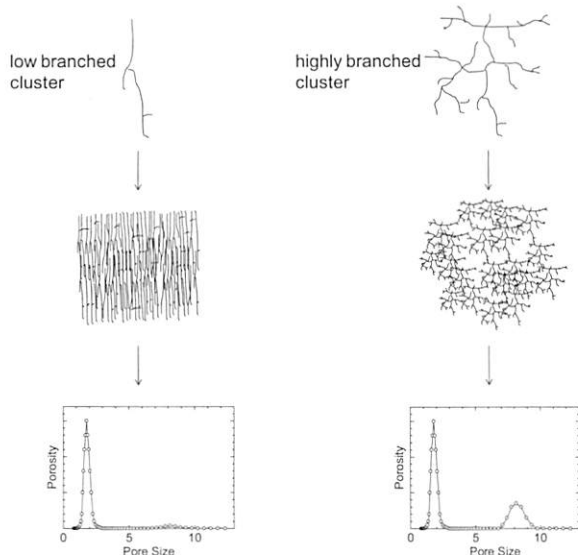 low branched
cluster
highly branched
cluster
Porosity
0
5
10
Pore Size
Porosity
0
5
10
Pore Size